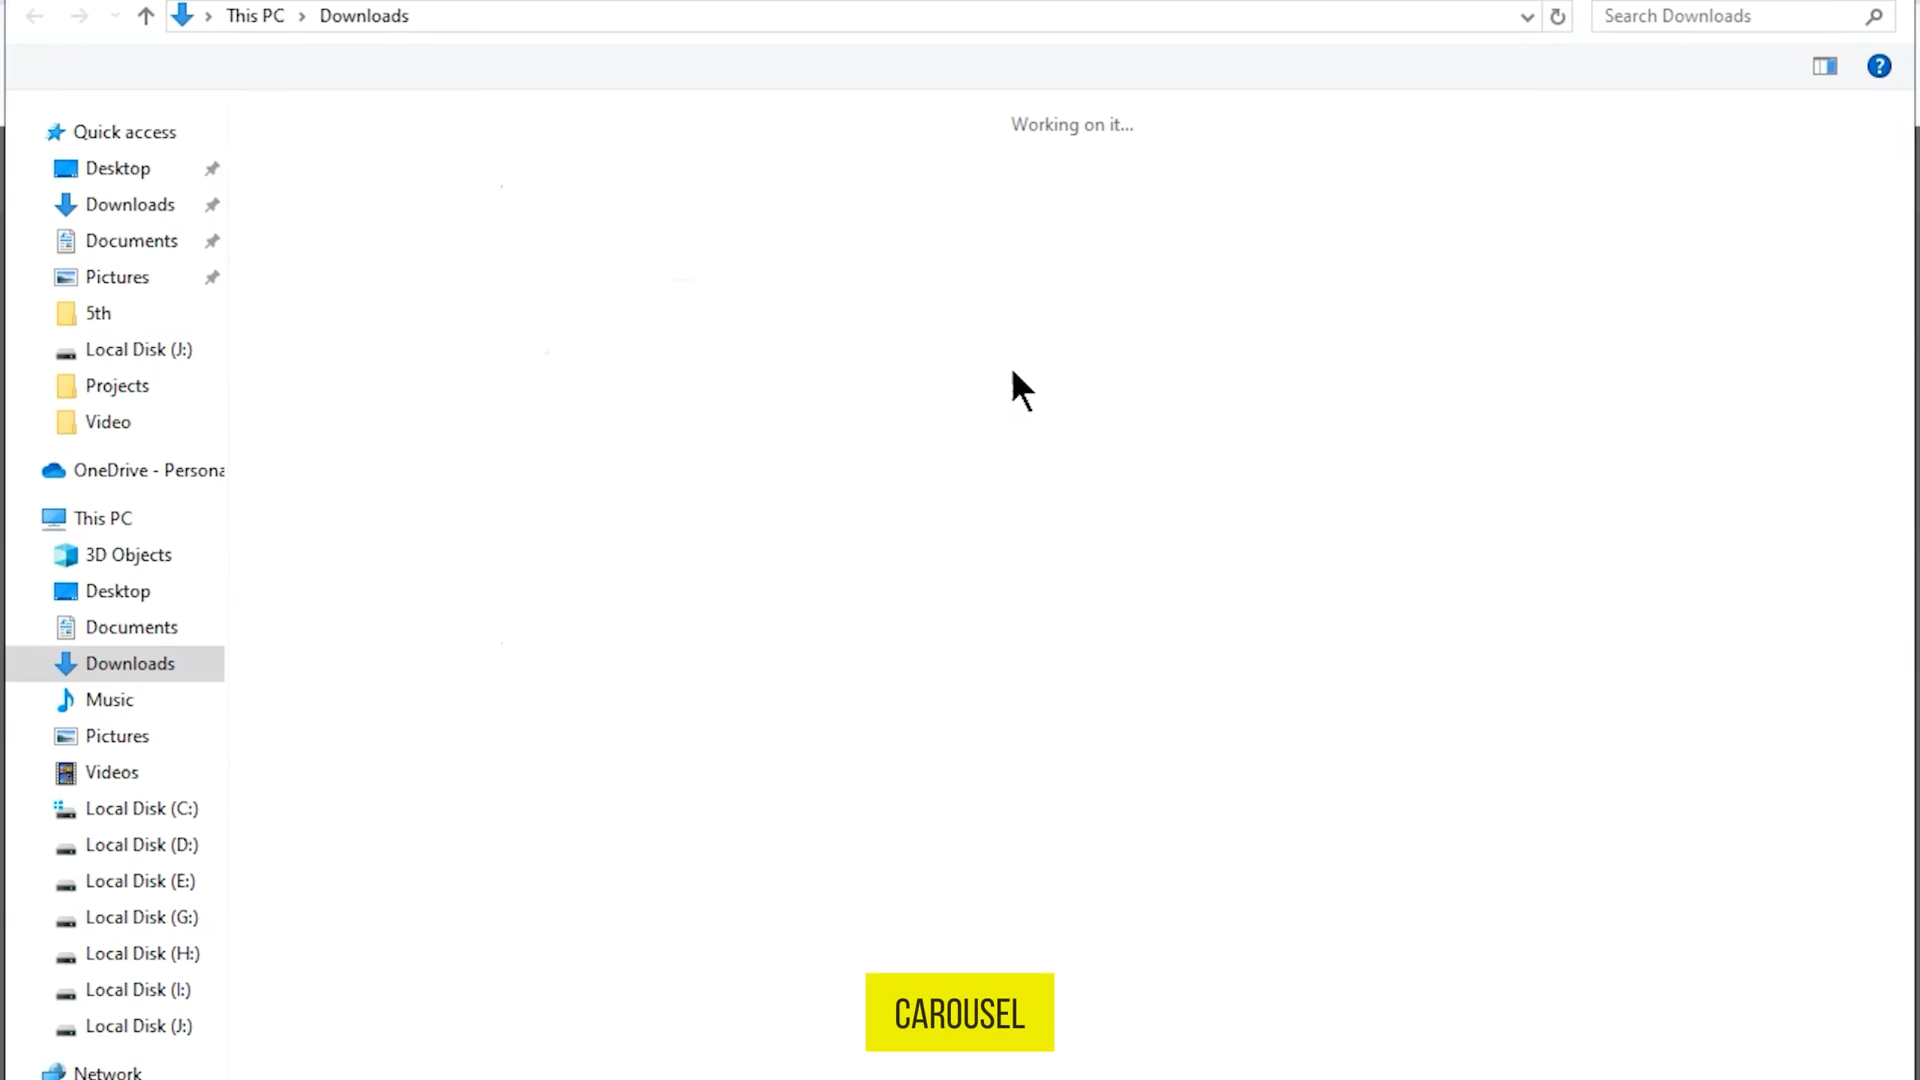 This PC > Downloads
Search Downloads
?
Working on it...
Quick access
Desktop
Downloads
Documents
Pictures
5th
Local Disk (J:)
Projects
Video
OneDrive - Persona
This PC
3D Objects
Desktop
Documents
Downloads
Music
Pictures
Videos
Local Disk (C:)
Local Disk (D:)
Local Disk (E:)
Local Disk (G:)
Local Disk (H:)
Local Disk (I:)
Local Disk (J:)
Network
CAROUSEL